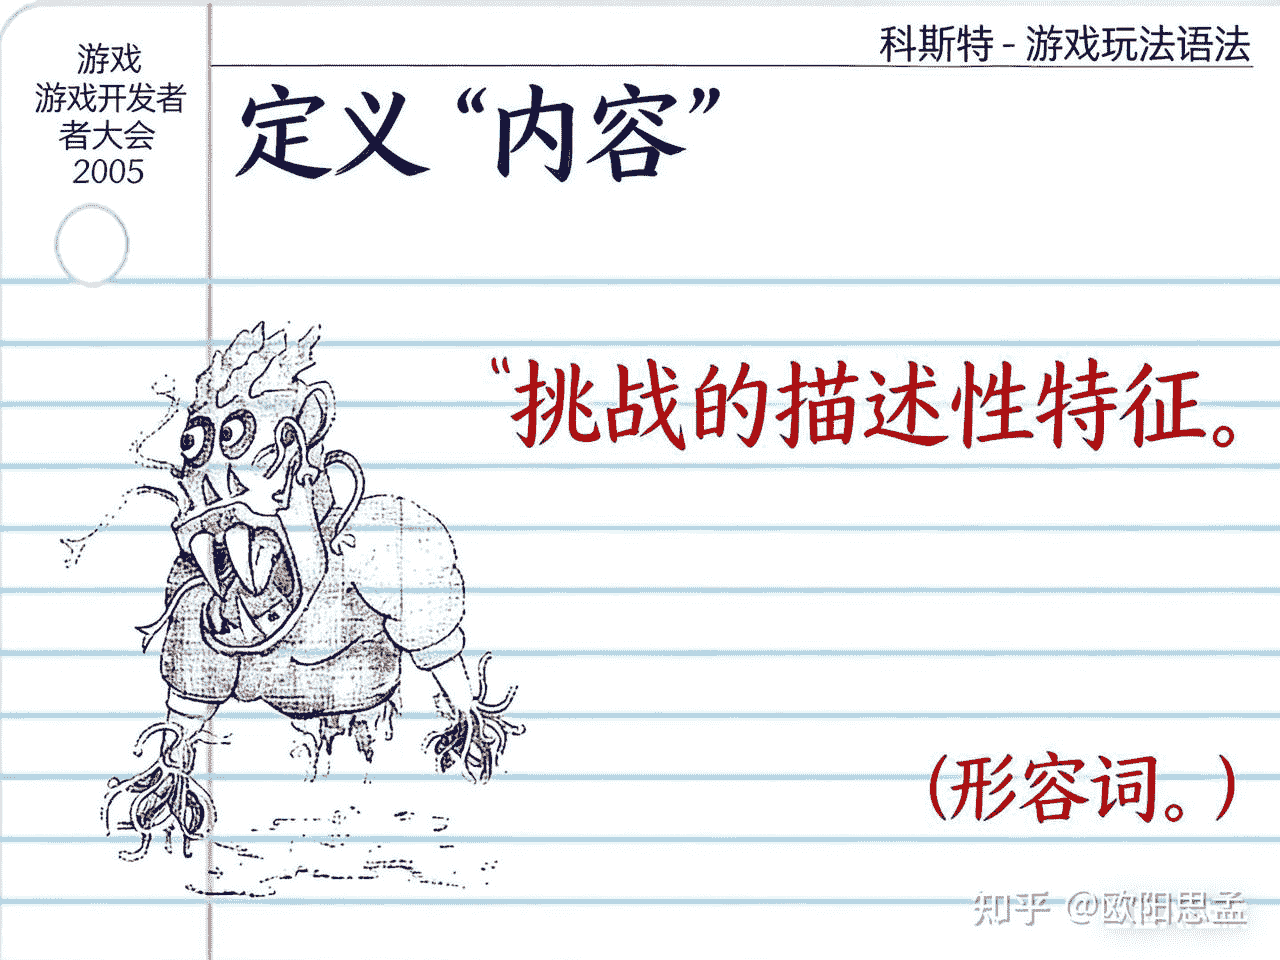 游戏
游戏开发者
者大会
2005
科斯特 - 游戏玩法语法
定义 “内容”
“挑战的描述性特征。
(形容词。)
知乎 @欧阳思孟